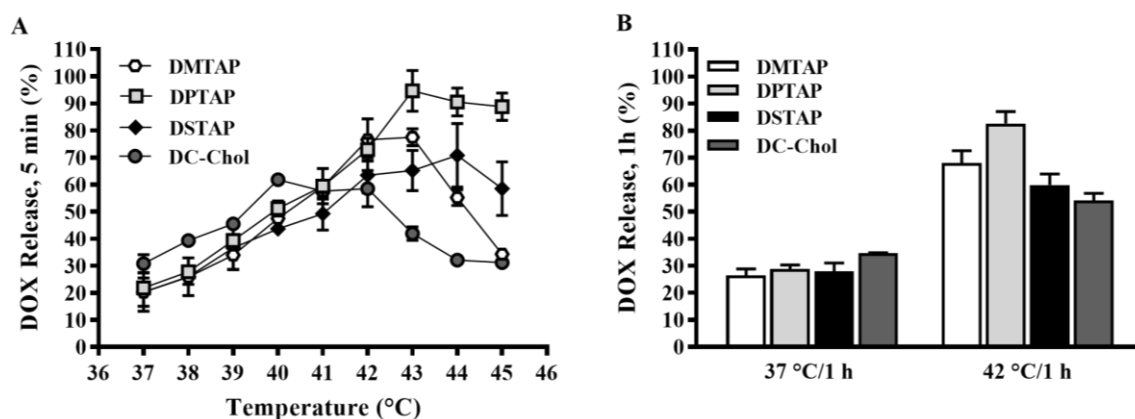 A
DOX Release, 5 min (%)
110
100
90
80
70
60
50
40
30
20
10
0
DMTAP
DPTAP
DSTAP
DC-Chol
36 37 38 39 40 41 42 43 44 45 46
Temperature (°C)
B
DOX Release, 1h (%)
110
100
90
80
70
60
50
40
30
20
10
0
DMTAP
DPTAP
DSTAP
DC-Chol
37 °C/1 h 42 °C/1 h